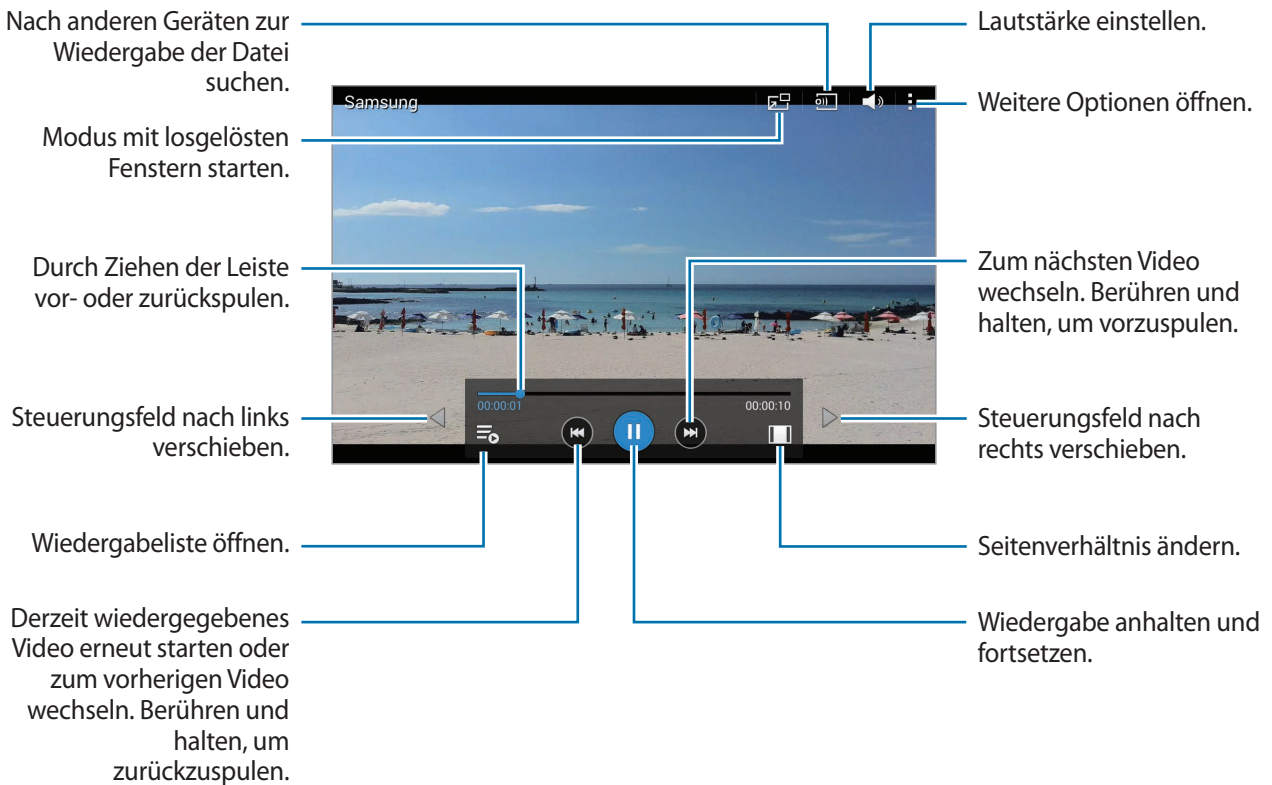 Nach anderen Geräten zur
Wiedergabe der Datei
suchen.
Modus mit losgelösten
Fenstern starten.
Durch Ziehen der Leiste
vor- oder zurückspulen.
Steuerungsfeld nach links
verschieben.
Wiedergabeliste öffnen.
Derzeit wiedergegebenes
Video erneut starten oder
zum vorherigen Video
wechseln. Berühren und
halten, um
zurückzuspulen.
Samsung
00:00:01
00:00:10
Lautstärke einstellen.
Weitere Optionen öffnen.
Zum nächsten Video
wechseln. Berühren und
halten, um vorzuspulen.
Steuerungsfeld nach
rechts verschieben.
Seitenverhältnis ändern.
Wiedergabe anhalten und
fortsetzen.